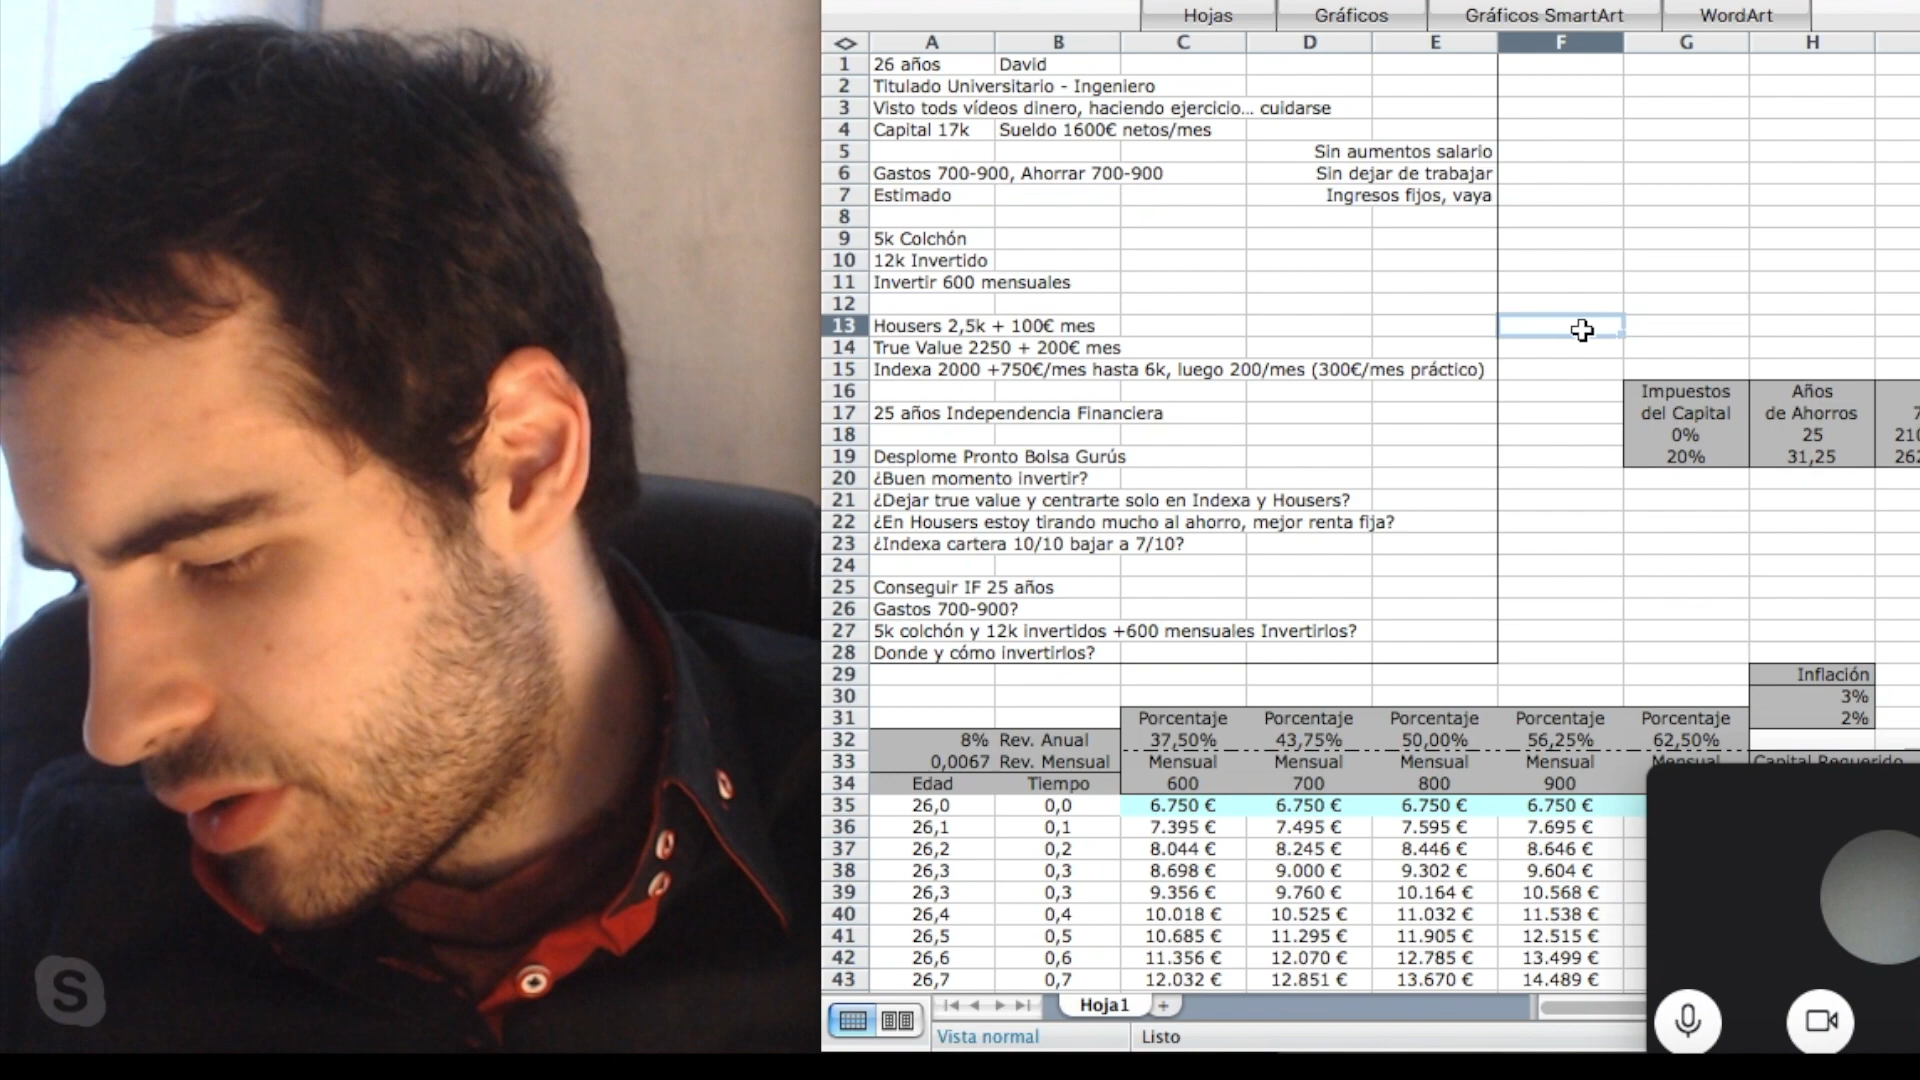 Hojas Gráficos Gráficos SmartArt WordArt
A B C D E F G H
1 26 años David
2 Titulado Universitario - Ingeniero
3 Visto tods vídeos dinero, haciendo ejercicio... cuidarse
4 Capital 17k Sueldo 1600€ netos/mes
5 Sin aumentos salario
6 Gastos 700-900, Ahorrar 700-900 Sin dejar de trabajar
7 Estimado Ingresos fijos, vaya
8
9 5k Colchón
10 12k Invertido
11 Invertir 600 mensuales
12
13 Housers 2,5k + 100€ mes
14 True Value 2250 + 200€ mes
15 Indexa 2000 +750€/mes hasta 6k, luego 200/mes (300€/mes práctico)
16 Impuestos Años
17 25 años Independencia Financiera del Capital de Ahorros 7
18 0% 25 210
19 Desplome Pronto Bolsa Gurús 20% 31,25 262
20 ¿Buen momento invertir?
21 ¿Dejar true value y centrarte solo en Indexa y Housers?
22 ¿En Housers estoy tirando mucho al ahorro, mejor renta fija?
23 ¿Indexa cartera 10/10 bajar a 7/10?
24
25 Conseguir IF 25 años
26 Gastos 700-900?
27 5k colchón y 12k invertidos +600 mensuales Invertirlos?
28 Donde y cómo invertirlos?
29 Inflación
30 3%
31 Porcentaje Porcentaje Porcentaje Porcentaje Porcentaje 2%
32 8% Rev. Anual 37,50% 43,75% 50,00% 56,25% 62,50%
33 0,0067 Rev. Mensual Mensual Mensual Mensual Mensual Mensual Capital Requerido
34 Edad Tiempo 600 700 800 900
35 26,0 0,0 6.750 € 6.750 € 6.750 € 6.750 €
36 26,1 0,1 7.395 € 7.495 € 7.595 € 7.695 €
37 26,2 0,2 8.044 € 8.245 € 8.446 € 8.646 €
38 26,3 0,3 8.698 € 9.000 € 9.302 € 9.604 €
39 26,3 0,3 9.356 € 9.760 € 10.164 € 10.568 €
40 26,4 0,4 10.018 € 10.525 € 11.032 € 11.538 €
41 26,5 0,5 10.685 € 11.295 € 11.905 € 12.515 €
42 26,6 0,6 11.356 € 12.070 € 12.785 € 13.499 €
43 26,7 0,7 12.032 € 12.851 € 13.670 € 14.489 €
Hoja1 +
Vista normal Listo
S